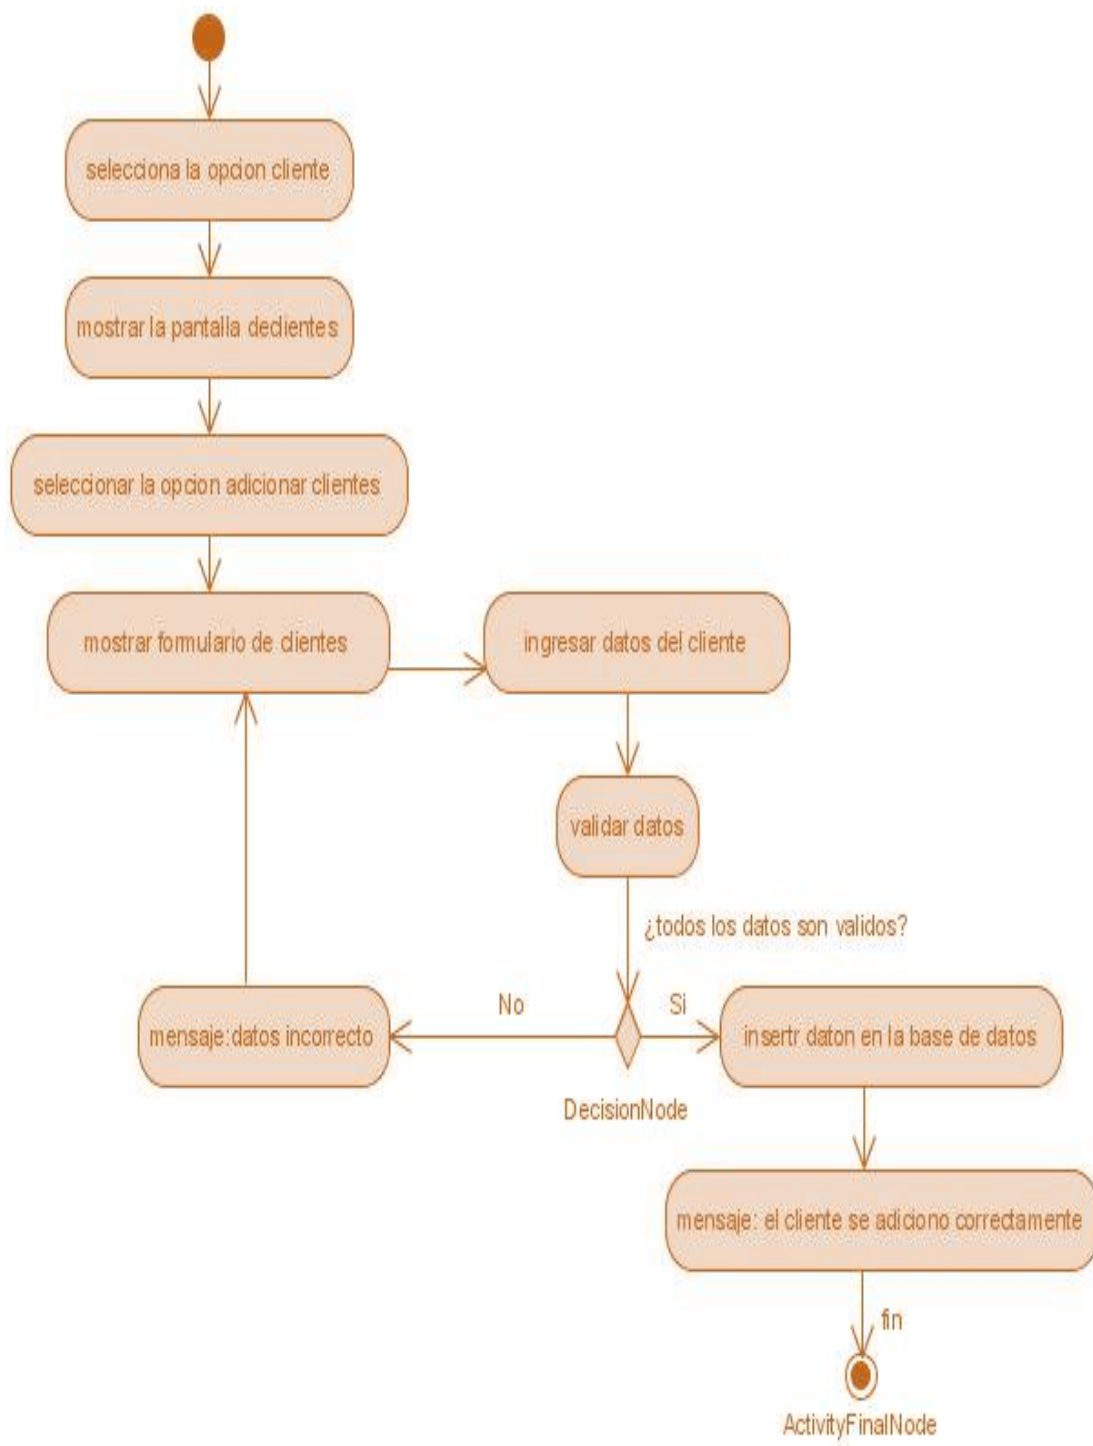 selecciona la opcion cliente
mostrar la pantalla declientes
seleccionar la opcion adicionar clientes
mostrar formulario de clientes
ingresar datos del cliente
validar datos
¿todos los datos son validos?
No
Si
mensaje:datos incorrecto
insertr daton en la base de datos
DecisionNode
mensaje: el cliente se adiciono correctamente
fin
ActivityFinalNode